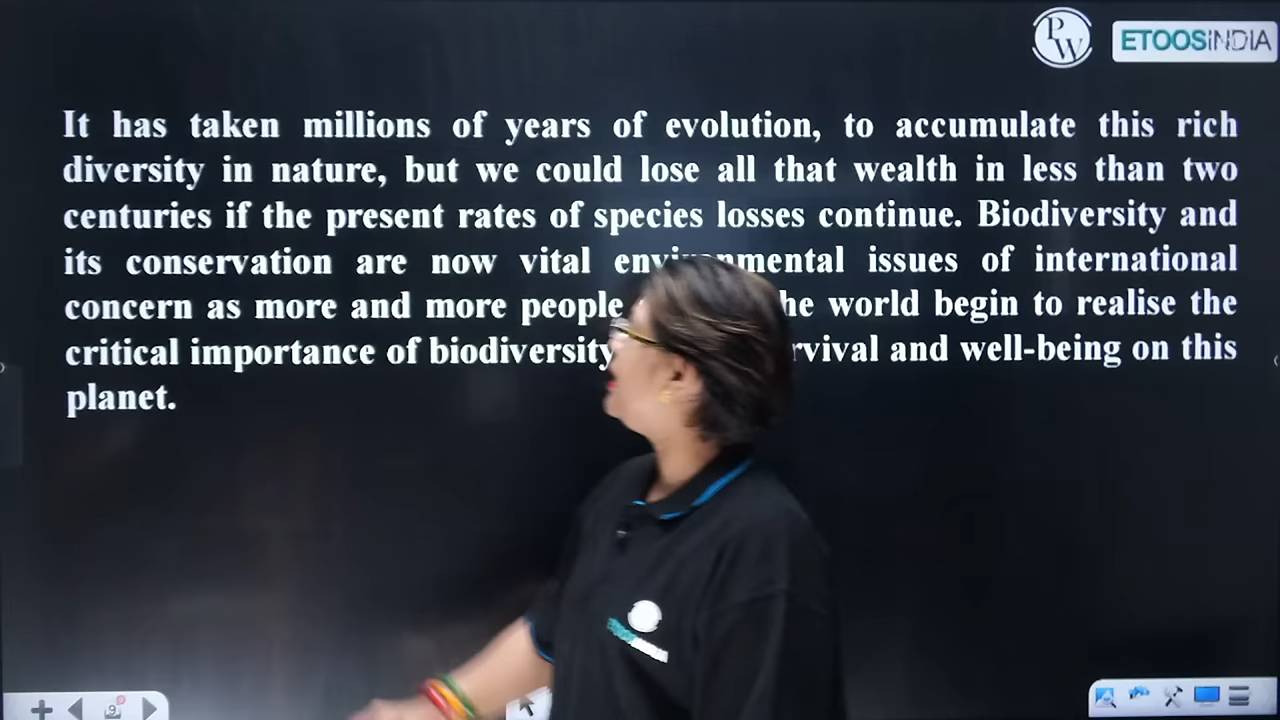 PW
ETOOSINDIA
It has taken millions of years of evolution, to accumulate this rich
diversity in nature, but we could lose all that wealth in less than two
centuries if the present rates of species losses continue. Biodiversity and
its conservation are now vital environmental issues of international
concern as more and more people he world begin to realise the
critical importance of biodiversity rvival and well-being on this
planet.
9